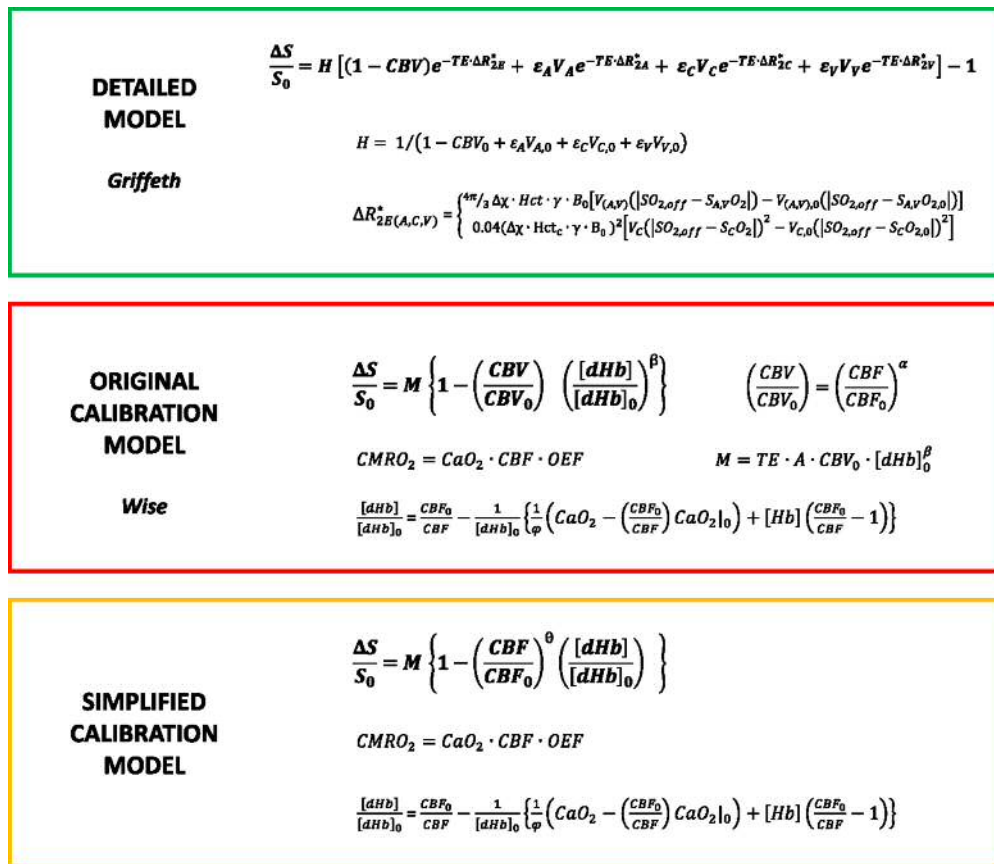 DETAILED
MODEL
Griffeth
ΔS/S₀ = H [(1 − CBV)e^(−TE·ΔR*₂E) + ε_A V_A e^(−TE·ΔR*₂A) + ε_C V_C e^(−TE·ΔR*₂C) + ε_V V_V e^(−TE·ΔR*₂V)] − 1
H = 1/(1 − CBV₀ + ε_A V_A,0 + ε_C V_C,0 + ε_V V_V,0)
ΔR*₂E(A,C,V) = { 4π/3 Δχ · Hct · γ · B₀[V_(A,V)(|SO₂,off − S_A,V O₂|) − V_(A,V),0(|SO₂,off − S_A,V O₂,0|)]
0.04(Δχ · Hct_c · γ · B₀ )²[V_C(|SO₂,off − S_C O₂|)² − V_C,0(|SO₂,off − S_C O₂,0|)²]
ORIGINAL
CALIBRATION
MODEL
Wise
ΔS/S₀ = M {1 − (CBV/CBV₀) ([dHb]/[dHb]₀)^β} (CBV/CBV₀) = (CBF/CBF₀)^α
CMRO₂ = CaO₂ · CBF · OEF M = TE · A · CBV₀ · [dHb]₀^β
[dHb]/[dHb]₀ = CBF₀/CBF − 1/[dHb]₀ {1/φ (CaO₂ − (CBF₀/CBF) CaO₂|₀) + [Hb] (CBF₀/CBF − 1)}
SIMPLIFIED
CALIBRATION
MODEL
ΔS/S₀ = M {1 − (CBF/CBF₀)^θ ([dHb]/[dHb]₀) }
CMRO₂ = CaO₂ · CBF · OEF
[dHb]/[dHb]₀ = CBF₀/CBF − 1/[dHb]₀ {1/φ (CaO₂ − (CBF₀/CBF) CaO₂|₀) + [Hb] (CBF₀/CBF − 1)}